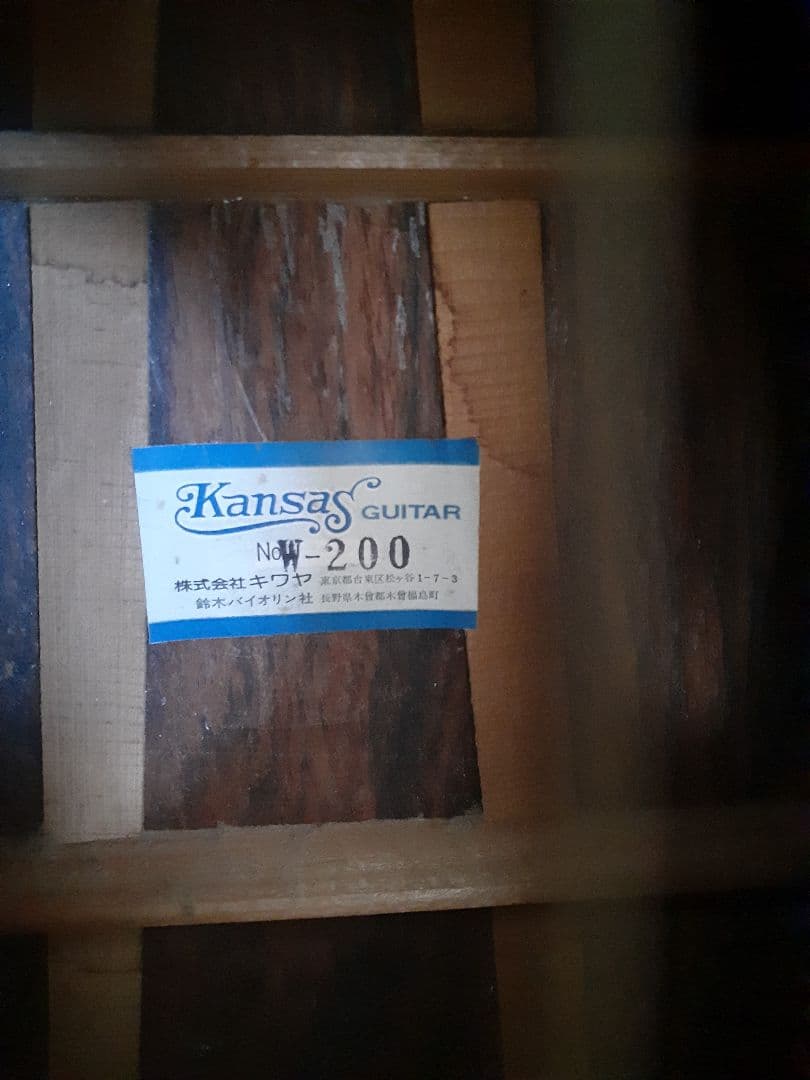 Kansas GUITAR
No W-200
株式会社キワヤ 東京都台東区松ヶ谷1-7-3
鈴木バイオリン社 長野県木曽郡木曽福島町